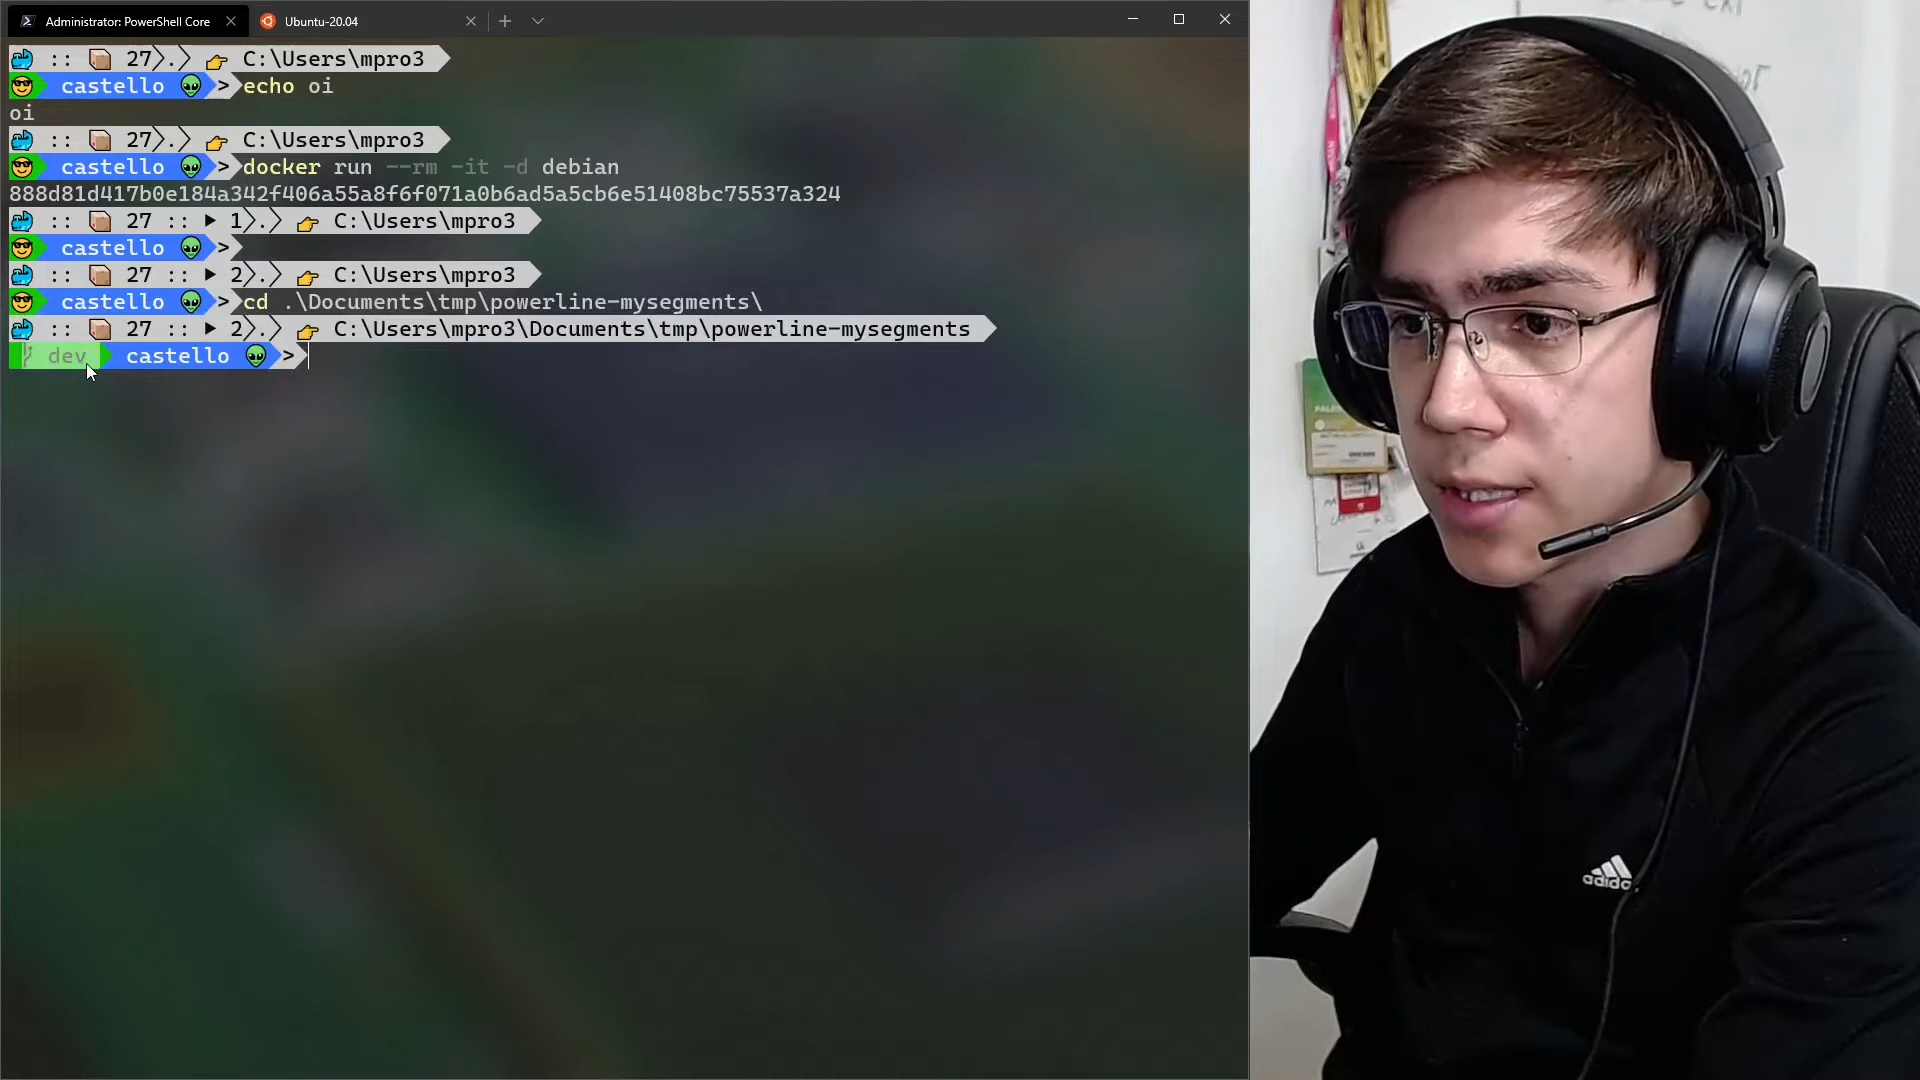 Administrator: PowerShell Core
Ubuntu-20.04
:: 27 . C:\Users\mpro3
castello > echo oi
oi
:: 27 . C:\Users\mpro3
castello > docker run --rm -it -d debian
888d81d417b0e184a342f406a55a8f6f071a0b6ad5a5cb6e51408bc75537a324
:: 27 :: ▶ 1 . C:\Users\mpro3
castello >
:: 27 :: ▶ 2 . C:\Users\mpro3
castello > cd .\Documents\tmp\powerline-mysegments\
:: 27 :: ▶ 2 . C:\Users\mpro3\Documents\tmp\powerline-mysegments
dev castello >
adidas